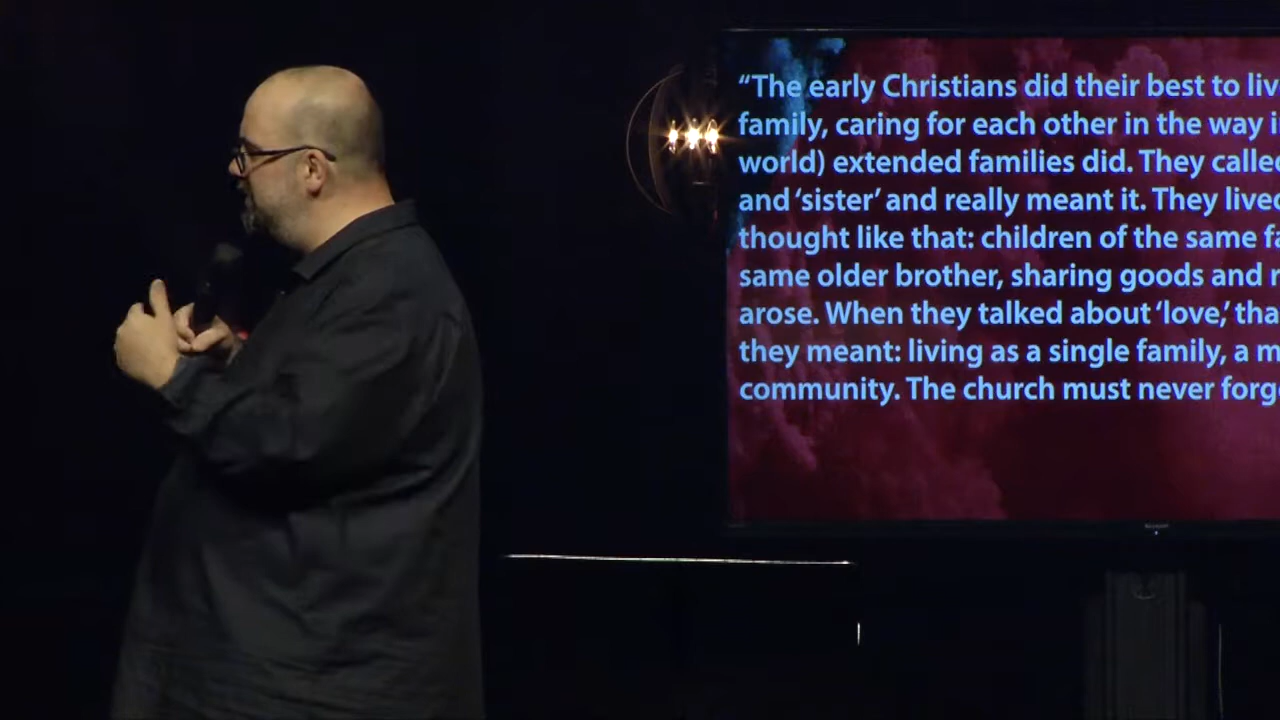 “The early Christians did their best to liv
family, caring for each other in the way i
world) extended families did. They called
and ‘sister’ and really meant it. They lived
thought like that: children of the same fa
same older brother, sharing goods and r
arose. When they talked about ‘love,’ tha
they meant: living as a single family, a m
community. The church must never forg